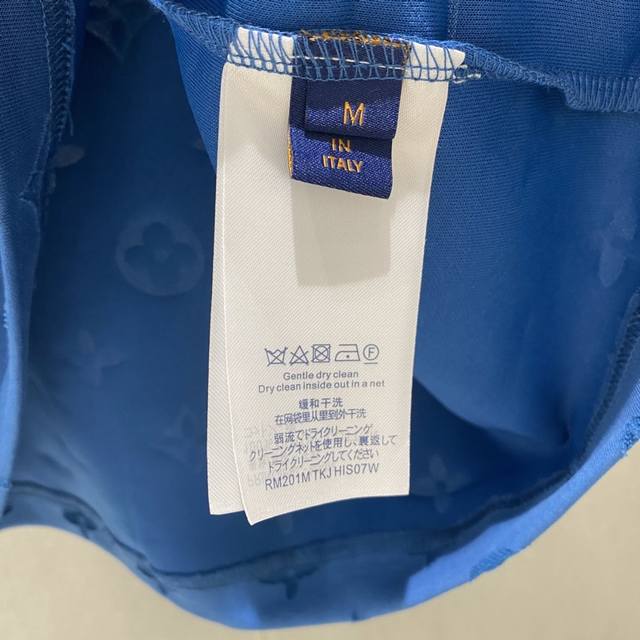 M
IN
ITALY
Gentle dry clean
Dry clean inside out in a net
缓和干洗
在网袋里从里到外干洗
弱流でドライクリーニング
クリーニングネットを使用し、裏返して
ドライクリーニングしてください
RM201M TKJ HIS07W